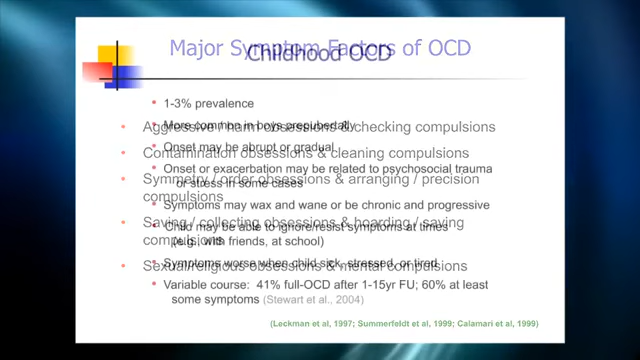 Major Symptom Factors of OCD
Childhood OCD
• 1-3% prevalence
• More common in boys prepubertally
• Aggressive / harm obsessions & checking compulsions
• Onset may be abrupt or gradual
• Contamination obsessions & cleaning compulsions
• Onset or exacerbation may be related to psychosocial trauma
or stress in some cases
• Symmetry / order obsessions & arranging / precision
compulsions
• Symptoms may wax and wane or be chronic and progressive
• Saving / collecting obsessions & hoarding / saving
compulsions
• Child may be able to ignore/resist symptoms at times
(e.g., with friends, at school)
• Symptoms worse when child sick, stressed, or tired
• Sexual/religious obsessions & mental compulsions
• Variable course: 41% full-OCD after 1-15yr FU; 60% at least
some symptoms (Stewart et al., 2004)
(Leckman et al, 1997; Summerfeldt et al, 1999; Calamari et al, 1999)